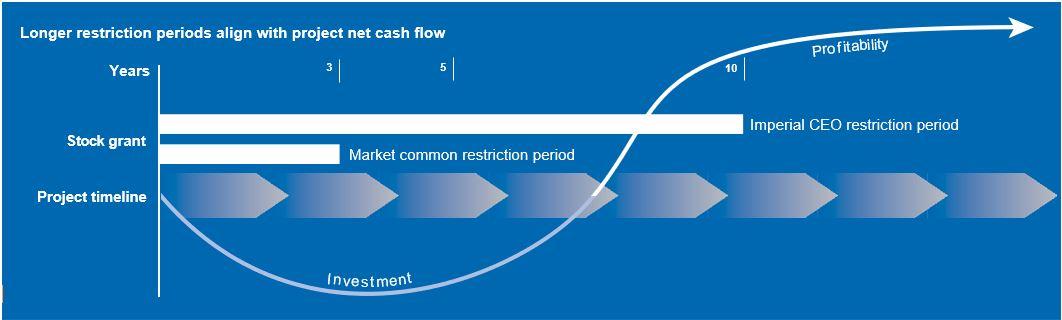 Longer restriction periods align with project net cash flow
Profitability
Years
3
5
10
Stock grant
Imperial CEO restriction period
Market common restriction period
Project timeline
Investment